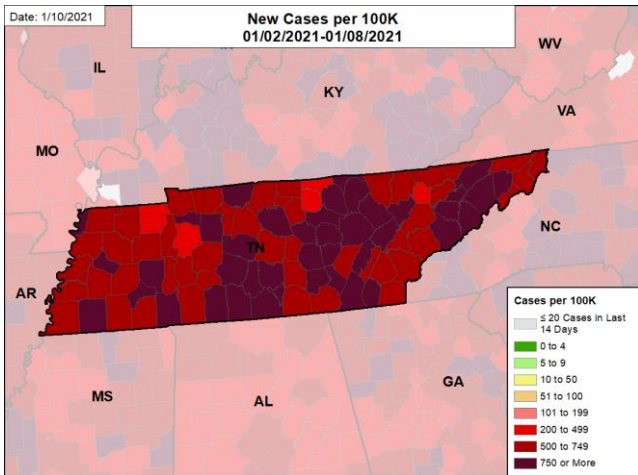 Date: 1/10/2021
New Cases per 100K
01/02/2021-01/08/2021
WV
IL
KY
VA
MO
TN
NC
AR
MS
AL
GA
Cases per 100K
≤ 20 Cases in Last
14 Days
0 to 4
5 to 9
10 to 50
51 to 100
101 to 199
200 to 499
500 to 749
750 or More